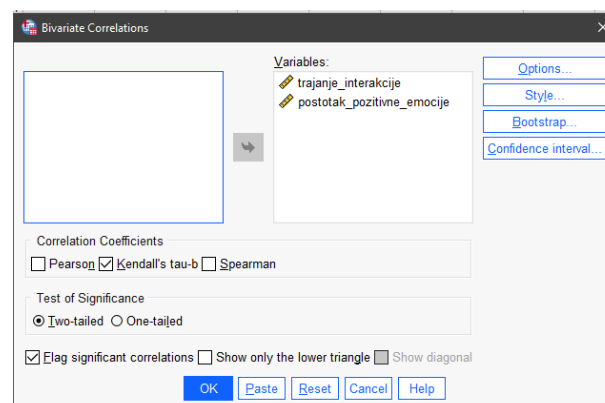 Bivariate Correlations
Variables:
trajanje_interakcije
postotak_pozitivne_emocije
Options...
Style...
Bootstrap...
Confidence interval...
Correlation Coefficients
Pearson Kendall's tau-b Spearman
Test of Significance
Two-tailed One-tailed
Flag significant correlations Show only the lower triangle Show diagonal
OK Paste Reset Cancel Help